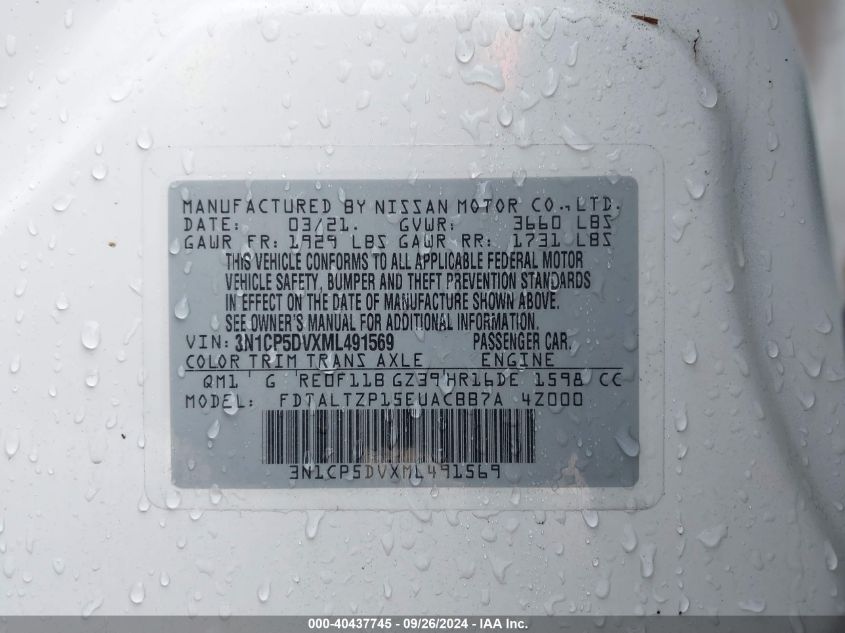 MANUFACTURED BY NISSAN MOTOR CO., LTD.
DATE: 03/21. GVWR: 3660 LBS
GAWR FR: 1929 LBS GAWR RR: 1731 LBS
THIS VEHICLE CONFORMS TO ALL APPLICABLE FEDERAL MOTOR
VEHICLE SAFETY, BUMPER AND THEFT PREVENTION STANDARDS
IN EFFECT ON THE DATE OF MANUFACTURE SHOWN ABOVE.
SEE OWNER'S MANUAL FOR ADDITIONAL INFORMATION.
VIN: 3N1CP5DVXML491569 PASSENGER CAR.
COLOR TRIM TRANS AXLE ENGINE
QM1 G RE0F11B GZ39 HR16DE 1598 CC
MODEL: FDTALTZP15EUACBB7A 4Z000
3N1CP5DVXML491569
000-40437745 - 09/26/2024 - IAA Inc.